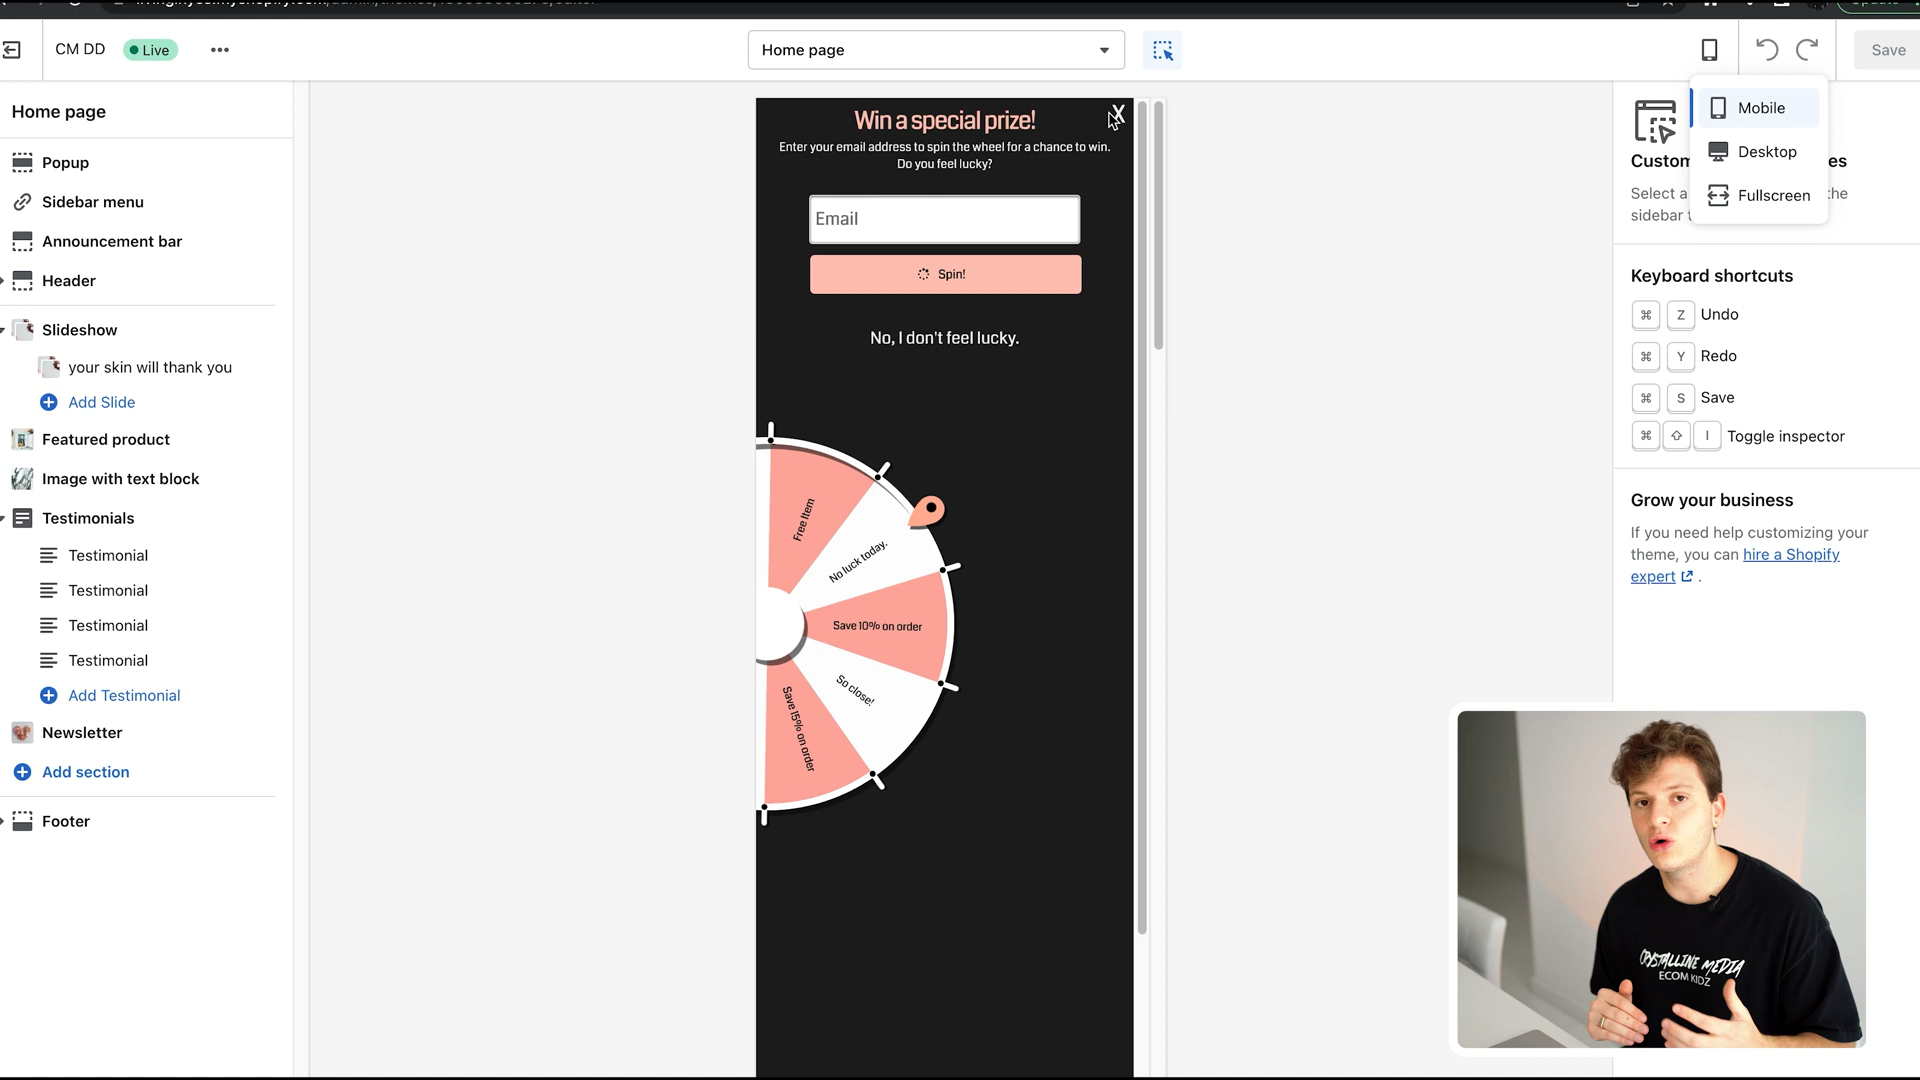 CM DD
Live
Home page
Save
Home page
Popup
Sidebar menu
Announcement bar
Header
Slideshow
your skin will thank you
Add Slide
Featured product
Image with text block
Testimonials
Testimonial
Testimonial
Testimonial
Testimonial
Add Testimonial
Newsletter
Add section
Footer
X
Win a special prize!
Enter your email address to spin the wheel for a chance to win.
Do you feel lucky?
Email
Spin!
No, I don't feel lucky.
Free Item
No luck today.
Save 10% on order
So close!
Save 15% on order
Mobile
Desktop
Fullscreen
Select a
the
sidebar
Keyboard shortcuts
⌘ Z Undo
⌘ Y Redo
⌘ S Save
⌘ ⇧ I Toggle inspector
Grow your business
If you need help customizing your
theme, you can hire a Shopify
expert .
CRYSTALLINE MEDIA
ECOM KIDZ